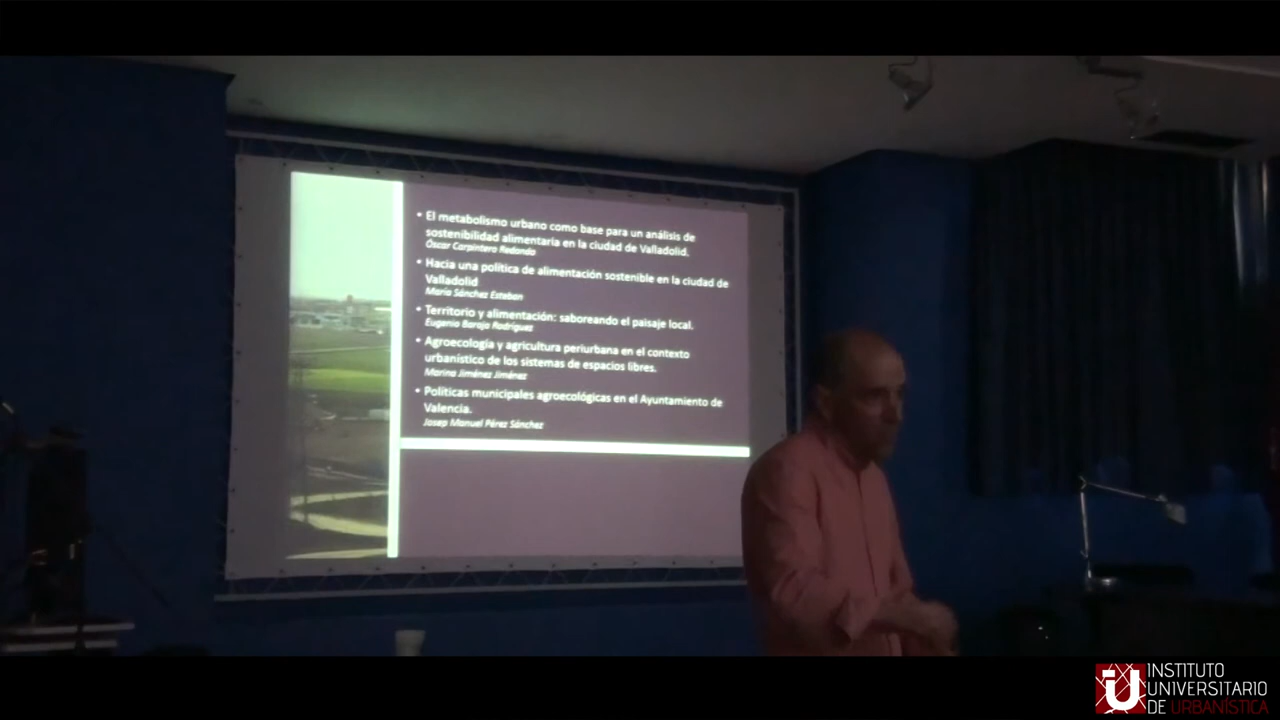 • El metabolismo urbano como base para un análisis de
sostenibilidad alimentaria en la ciudad de Valladolid.
Óscar Carpintero Redondo
• Hacia una política de alimentación sostenible en la ciudad de
Valladolid
María Sánchez Esteban
• Territorio y alimentación: saboreando el paisaje local.
Eugenio Baraja Rodríguez
• Agroecología y agricultura periurbana en el contexto
urbanístico de los sistemas de espacios libres.
Marina Jiménez Jiménez
• Políticas municipales agroecológicas en el Ayuntamiento de
Valencia.
Josep Manuel Pérez Sánchez
iU INSTITUTO
UNIVERSITARIO
DE URBANÍSTICA